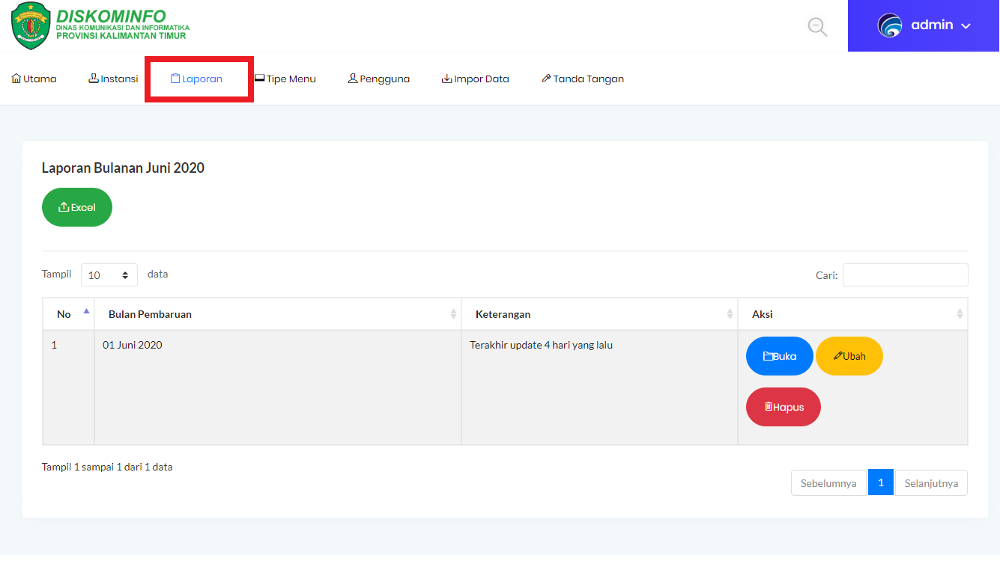 DISKOMINFO
DINAS KOMUNIKASI DAN INFORMATIKA
PROVINSI KALIMANTAN TIMUR
admin
Utama Instansi Laporan Tipe Menu Pengguna Impor Data Tanda Tangan
Laporan Bulanan Juni 2020
Excel
Tampil 10 data Cari:
No Bulan Pembaruan Keterangan Aksi
1 01 Juni 2020 Terakhir update 4 hari yang lalu Buka Ubah
Hapus
Tampil 1 sampai 1 dari 1 data
Sebelumnya 1 Selanjutnya